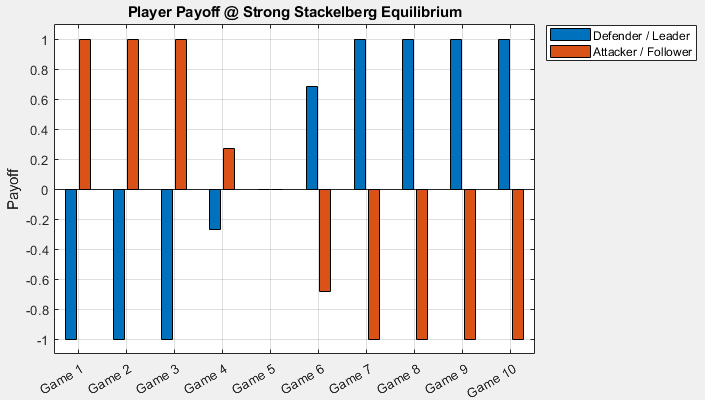 Player Payoff @ Strong Stackelberg Equilibrium
Defender / Leader
Attacker / Follower
Payoff
1
0.8
0.6
0.4
0.2
0
-0.2
-0.4
-0.6
-0.8
-1
Game 1
Game 2
Game 3
Game 4
Game 5
Game 6
Game 7
Game 8
Game 9
Game 10